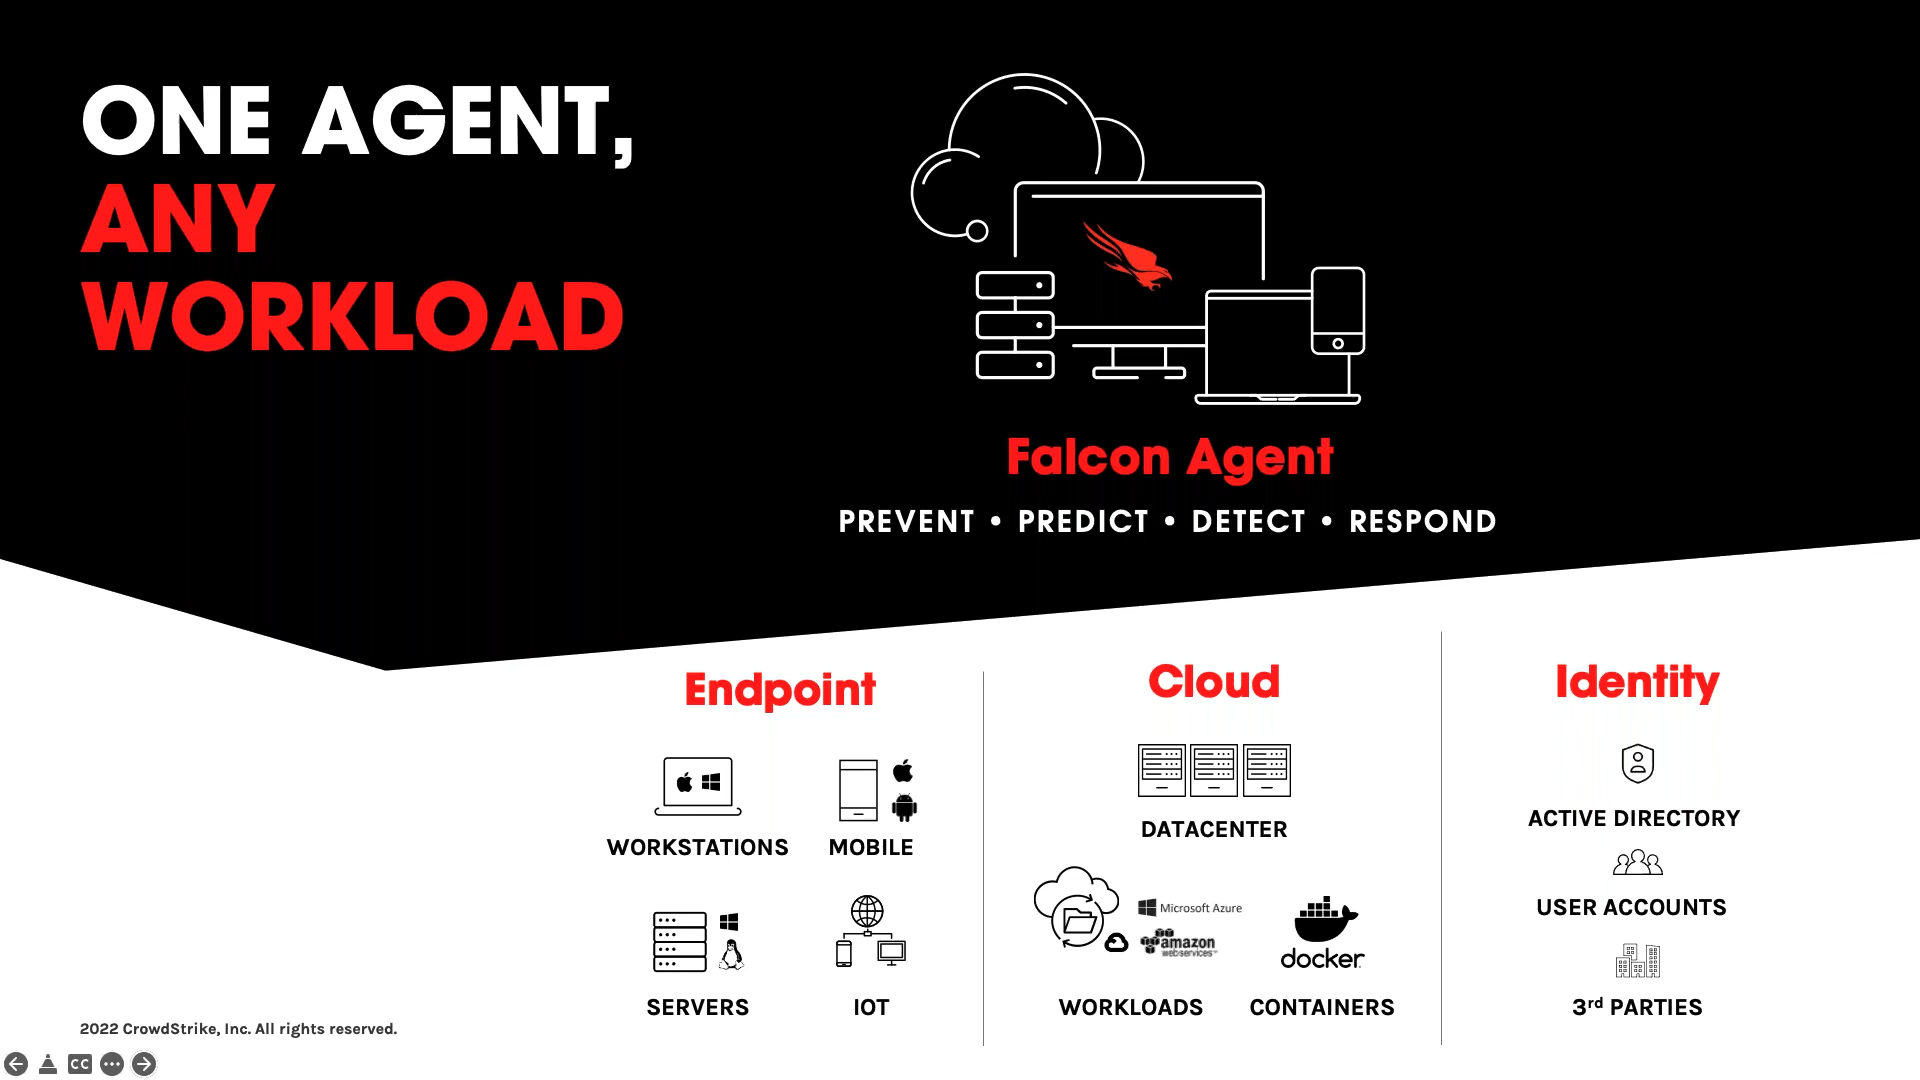 ONE AGENT,
ANY
WORKLOAD
Falcon Agent
PREVENT • PREDICT • DETECT • RESPOND
Endpoint
WORKSTATIONS
MOBILE
SERVERS
IOT
Cloud
DATACENTER
Microsoft Azure
amazon
webservices™
docker
WORKLOADS
CONTAINERS
Identity
ACTIVE DIRECTORY
USER ACCOUNTS
3rd PARTIES
2022 CrowdStrike, Inc. All rights reserved.
CC